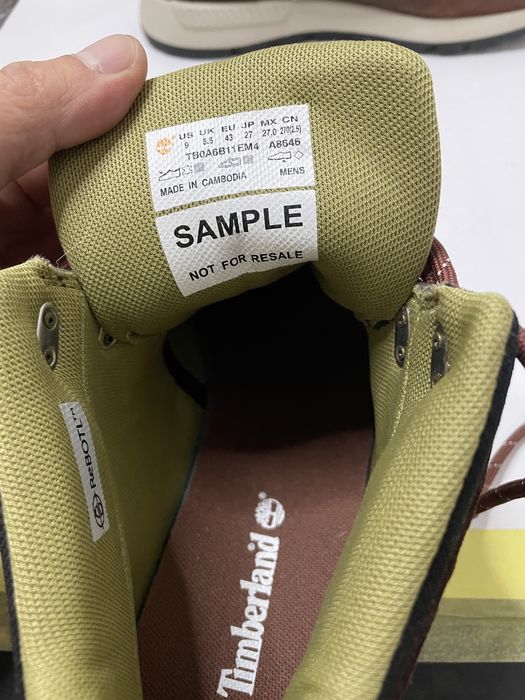 US UK EU JP MX CN
9 8.5 43 27 27.0 270(2.5)
TB0A6B11EM4 A8646
MADE IN CAMBODIA MENS
SAMPLE
NOT FOR RESALE
ReBOTL™
Timberland